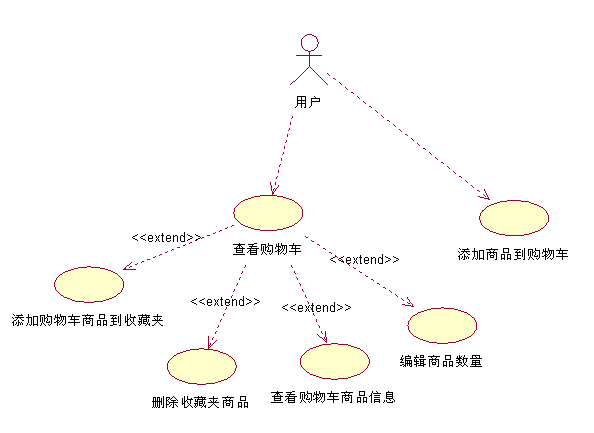 用户
查看购物车
添加商品到购物车
<<extend>>
<<extend>>
<<extend>>
<<extend>>
添加购物车商品到收藏夹
删除收藏夹商品
查看购物车商品信息
编辑商品数量